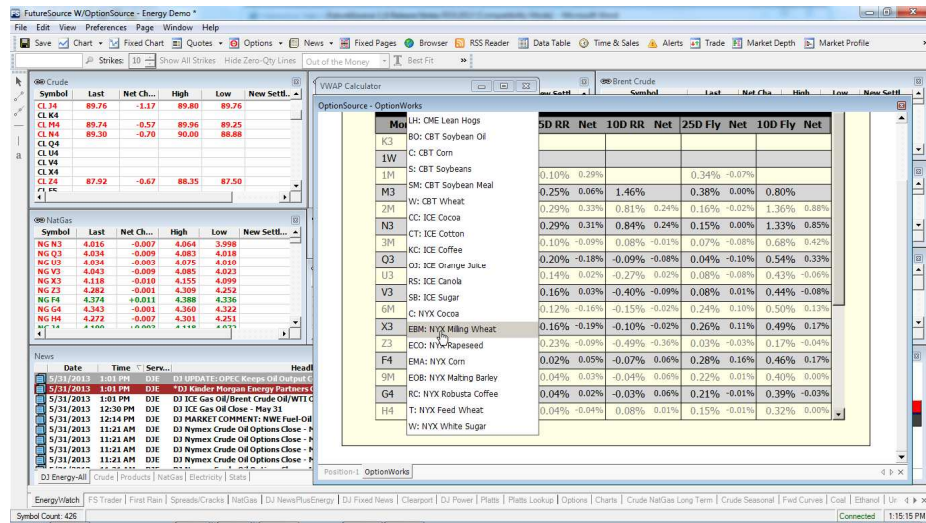 FutureSource W/OptionSource - Energy Demo *
File Edit View Preferences Page Window Help
Save Chart Fixed Chart Quotes Options News Fixed Pages Browser RSS Reader Data Table Time & Sales Alerts Trade Market Depth Market Profile
Strikes: 10 Show All Strikes Hide Zero-Qty Lines Out of the Money Best Fit
Crude
Symbol Last Net Ch... High Low New Settl..
CL J4 89.76 -1.17 89.80 89.76
CL K4
CL M4 89.74 -0.57 89.96 89.25
CL N4 89.30 -0.70 90.00 88.88
CL Q4
CL U4
CL V4
CL X4
CL Z4 87.92 -0.67 88.35 87.50
NatGas
Symbol Last Net Ch... High Low New Settl...
NG N3 4.016 -0.007 4.064 3.998
NG Q3 4.034 -0.009 4.083 4.018
NG U3 4.034 -0.003 4.075 4.010
NG V3 4.043 -0.009 4.085 4.023
NG X3 4.118 -0.010 4.155 4.099
NG Z3 4.282 -0.001 4.309 4.252
NG F4 4.374 +0.011 4.388 4.336
NG G4 4.343 -0.001 4.360 4.322
NG H4 4.272 -0.007 4.301 4.251
News
Date Time Serv... Headl
5/31/2013 1:01 PM DJE DJ UPDATE: OPEC Keeps Oil Output C
5/31/2013 1:01 PM DJE *DJ Kinder Morgan Energy Partners C
5/31/2013 1:01 PM DJE DJ ICE Gas Oil/Brent Crude Oil/WTI C
5/31/2013 12:30 PM DJE DJ ICE Gas Oil Close - May 31
5/31/2013 12:14 PM DJE DJ MARKET COMMENT: NWE Fuel-Oil
5/31/2013 11:21 AM DJE DJ Nymex Crude Oil Options Close - M
5/31/2013 11:21 AM DJE DJ Nymex Crude Oil Options Close - M
5/31/2013 11:21 AM DJE DJ Nymex Crude Oil Options Close - M
5/31/2013 11:21 AM DJE DJ Nymex Crude Oil Options Close - M
DJ Energy-All Crude Products NatGas Electricity Stats
VWAP Calculator
Brent Crude
Symbol Last Net Cha High Low New Settl
OptionSource - OptionWorks
Mo 5D RR Net 10D RR Net 25D Fly Net 10D Fly Net
K3
1W
1M 0.10% 0.29% 0.34% -0.07%
M3 0.25% 0.06% 1.46% 0.38% 0.00% 0.80%
2M 0.29% 0.33% 0.81% 0.24% 0.16% -0.02% 1.36% 0.88%
N3 0.29% 0.31% 0.84% 0.24% 0.15% 0.00% 1.33% 0.85%
3M 0.10% -0.09% 0.08% -0.01% 0.07% -0.08% 0.68% 0.42%
Q3 0.20% -0.18% -0.09% -0.08% 0.04% -0.10% 0.54% 0.33%
U3 0.14% 0.02% -0.27% 0.02% 0.08% -0.08% 0.43% -0.06%
V3 0.16% 0.03% -0.40% -0.09% 0.08% 0.01% 0.44% -0.08%
6M 0.12% -0.16% -0.15% -0.02% 0.24% 0.10% 0.50% 0.13%
X3 0.16% -0.19% -0.10% -0.02% 0.26% 0.11% 0.49% 0.17%
Z3 0.23% -0.09% -0.49% -0.36% 0.03% -0.03% 0.17% -0.04%
F4 0.02% 0.05% -0.07% 0.06% 0.28% 0.16% 0.46% 0.17%
9M 0.04% 0.03% -0.04% 0.06% 0.22% 0.01% 0.40% 0.00%
G4 0.04% 0.02% -0.03% 0.06% 0.21% -0.01% 0.39% -0.03%
H4 0.04% -0.04% 0.08% 0.01% 0.15% -0.01% 0.32% 0.00%
LH: CME Lean Hogs
BO: CBT Soybean Oil
C: CBT Corn
S: CBT Soybeans
SM: CBT Soybean Meal
W: CBT Wheat
CC: ICE Cocoa
CT: ICE Cotton
KC: ICE Coffee
OJ: ICE Orange Juice
RS: ICE Canola
SB: ICE Sugar
C: NYX Cocoa
EBM: NYX Milling Wheat
ECO: NYX Rapeseed
EMA: NYX Corn
EOB: NYX Malting Barley
RC: NYX Robusta Coffee
T: NYX Feed Wheat
W: NYX White Sugar
Position-1 OptionWorks
EnergyWatch FS Trader First Rain Spreads/Cracks NatGas DJ NewsPlusEnergy DJ Fixed News Clearport DJ Power Platts Platts Lookup Options Charts Crude NatGas Long Term Crude Seasonal Fwd Curves Coal Ethanol Ur
Symbol Count: 426 Connected 1:15:15 PM